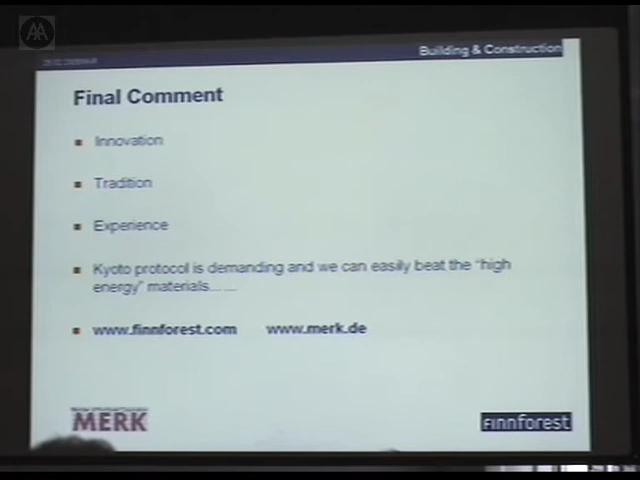 AA
Building & Construction
Final Comment
Innovation
Tradition
Experience
Kyoto protocol is demanding and we can easily beat the "high
energy" materials......
www.finnforest.com www.merk.de
MERK
Finnforest